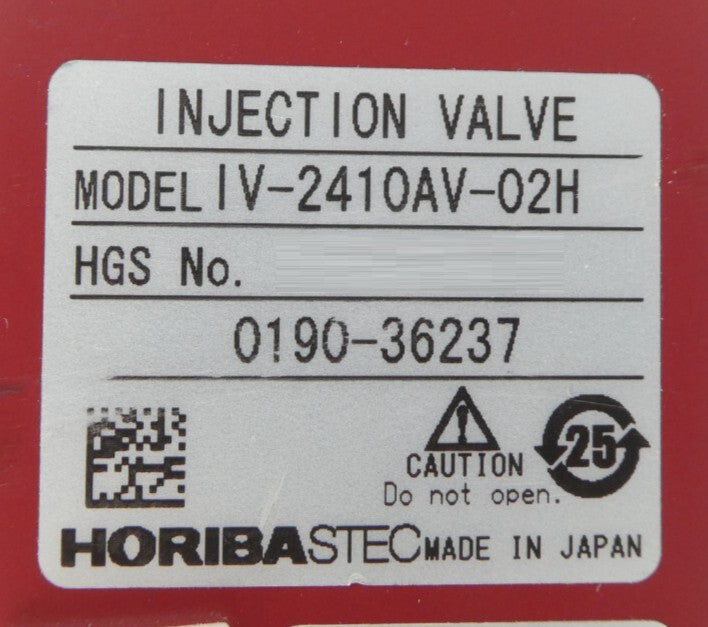 INJECTION VALVE
MODEL IV-2410AV-02H
HGS No.
0190-36237
25
CAUTION
Do not open.
HORIBASTEC MADE IN JAPAN